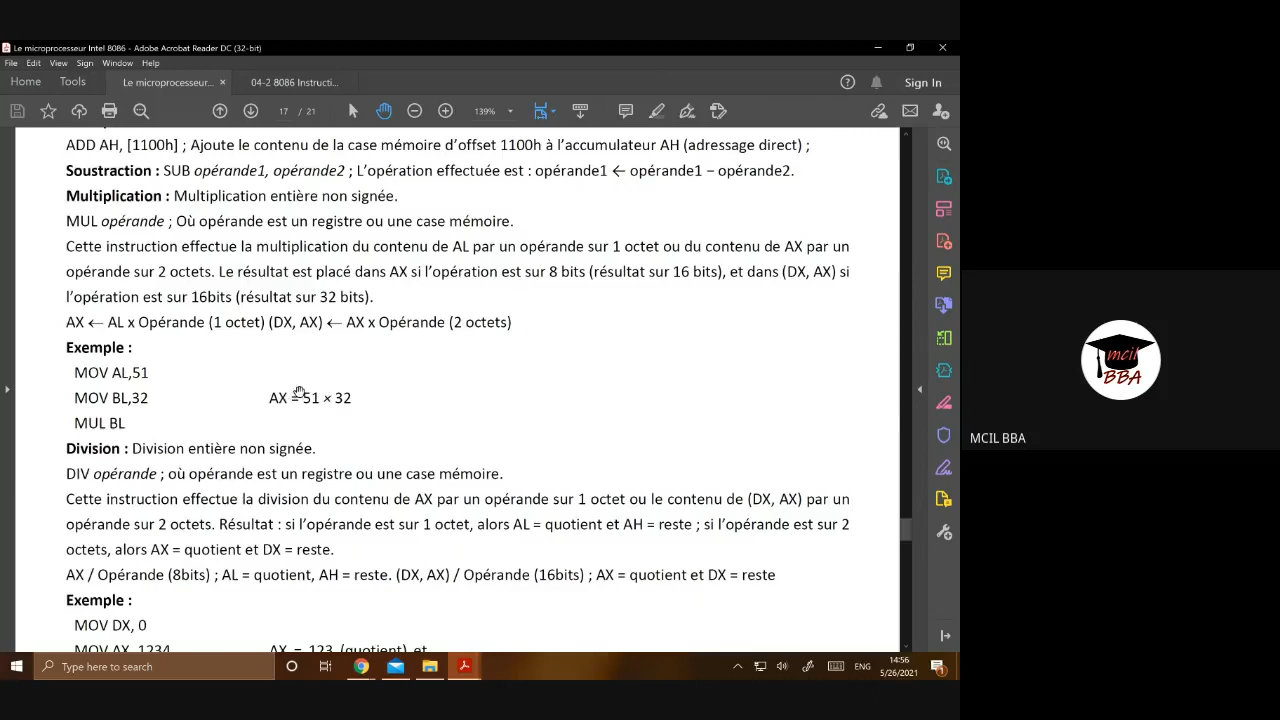 Le microprocesseur Intel 8086 - Adobe Acrobat Reader DC (32-bit)
File Edit View Sign Window Help
Home Tools Le microprocesseur... × 04-2 8086 Instructi... Sign In
17 / 21 139%
ADD AH, [1100h] ; Ajoute le contenu de la case mémoire d’offset 1100h à l’accumulateur AH (adressage direct) ;
Soustraction : SUB opérande1, opérande2 ; L’opération effectuée est : opérande1 ← opérande1 − opérande2.
Multiplication : Multiplication entière non signée.
MUL opérande ; Où opérande est un registre ou une case mémoire.
Cette instruction effectue la multiplication du contenu de AL par un opérande sur 1 octet ou du contenu de AX par un
opérande sur 2 octets. Le résultat est placé dans AX si l’opération est sur 8 bits (résultat sur 16 bits), et dans (DX, AX) si
l’opération est sur 16bits (résultat sur 32 bits).
AX ← AL x Opérande (1 octet) (DX, AX) ← AX x Opérande (2 octets)
Exemple :
MOV AL,51
MOV BL,32 AX = 51 × 32
MUL BL
Division : Division entière non signée.
DIV opérande ; où opérande est un registre ou une case mémoire.
Cette instruction effectue la division du contenu de AX par un opérande sur 1 octet ou le contenu de (DX, AX) par un
opérande sur 2 octets. Résultat : si l’opérande est sur 1 octet, alors AL = quotient et AH = reste ; si l’opérande est sur 2
octets, alors AX = quotient et DX = reste.
AX / Opérande (8bits) ; AL = quotient, AH = reste. (DX, AX) / Opérande (16bits) ; AX = quotient et DX = reste
Exemple :
MOV DX, 0
MOV AX, 1234 AX = 123 (quotient) et
mcil
BBA
MCIL BBA
Type here to search
ENG
14:56
5/26/2021